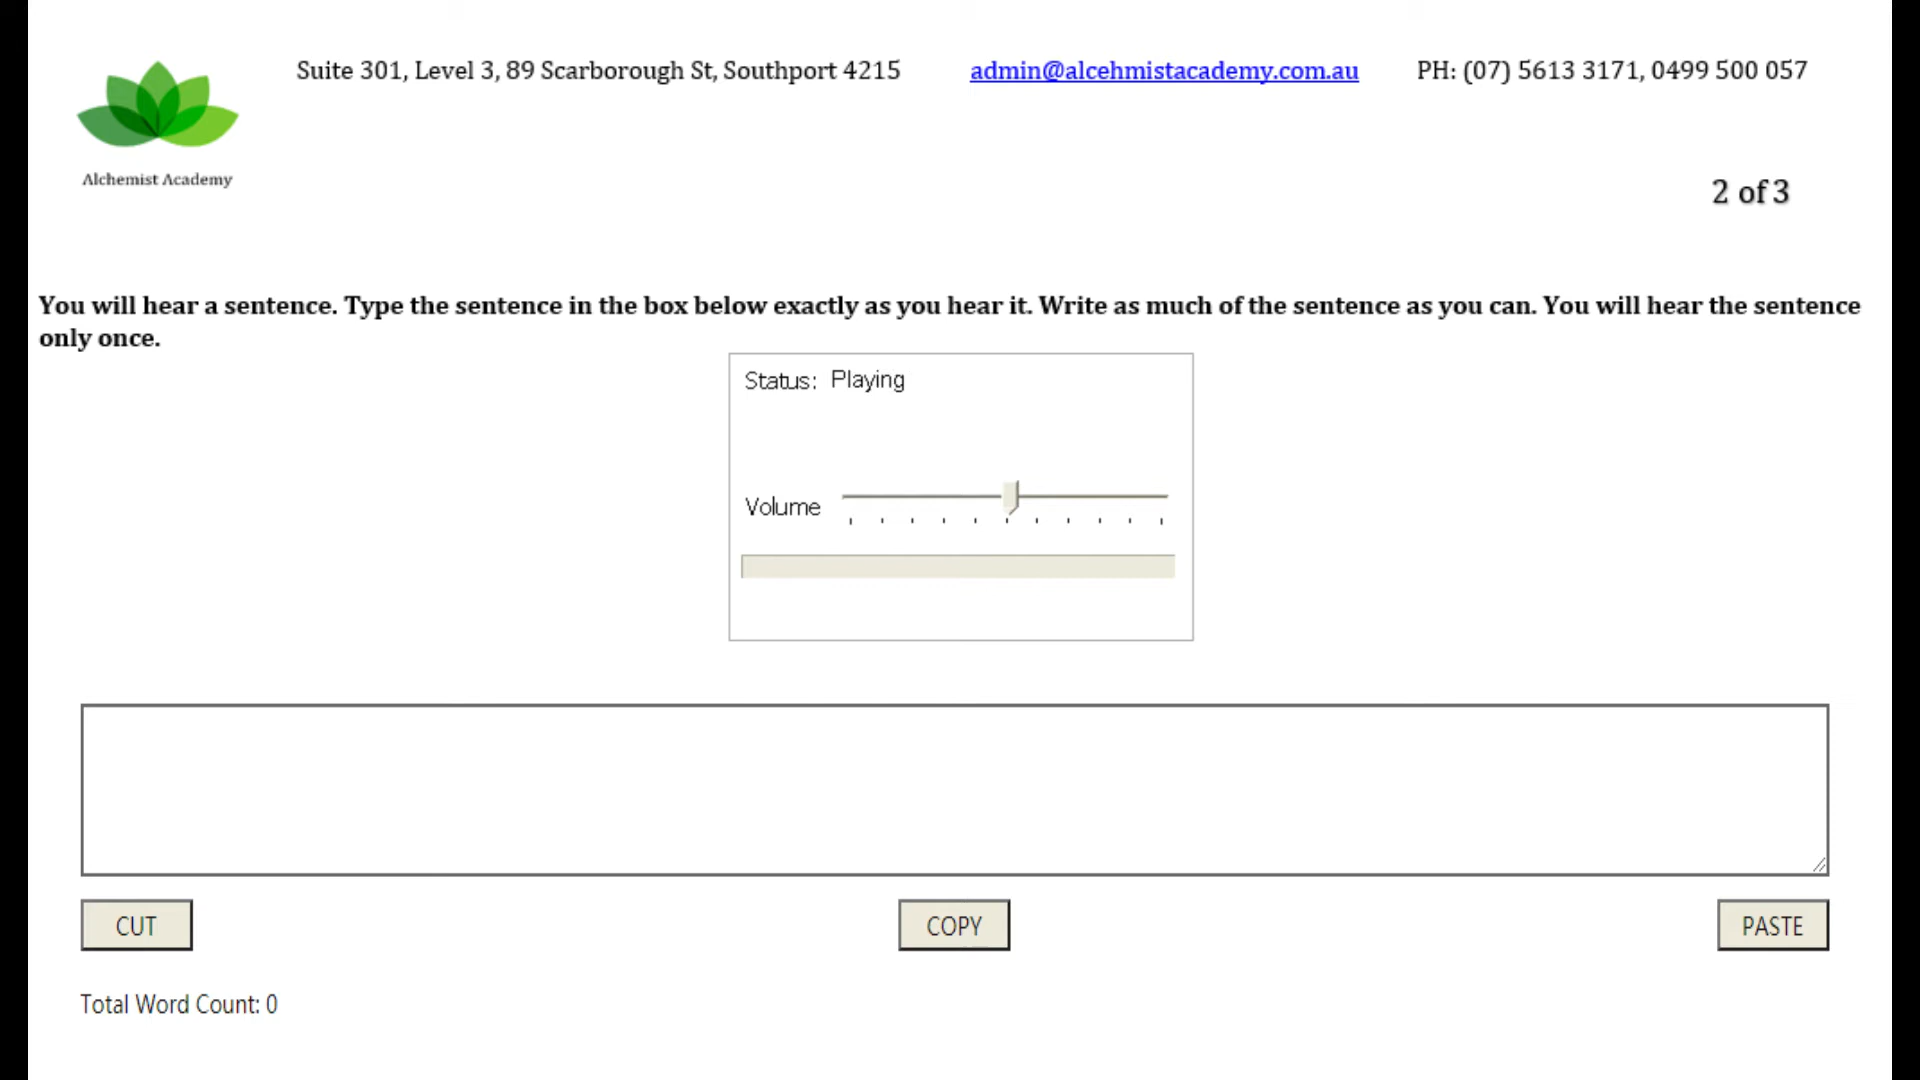 Suite 301, Level 3, 89 Scarborough St, Southport 4215 admin@alcehmistacademy.com.au PH: (07) 5613 3171, 0499 500 057
Alchemist Academy
2 of 3
You will hear a sentence. Type the sentence in the box below exactly as you hear it. Write as much of the sentence as you can. You will hear the sentence
only once.
Status: Playing
Volume
CUT COPY PASTE
Total Word Count: 0